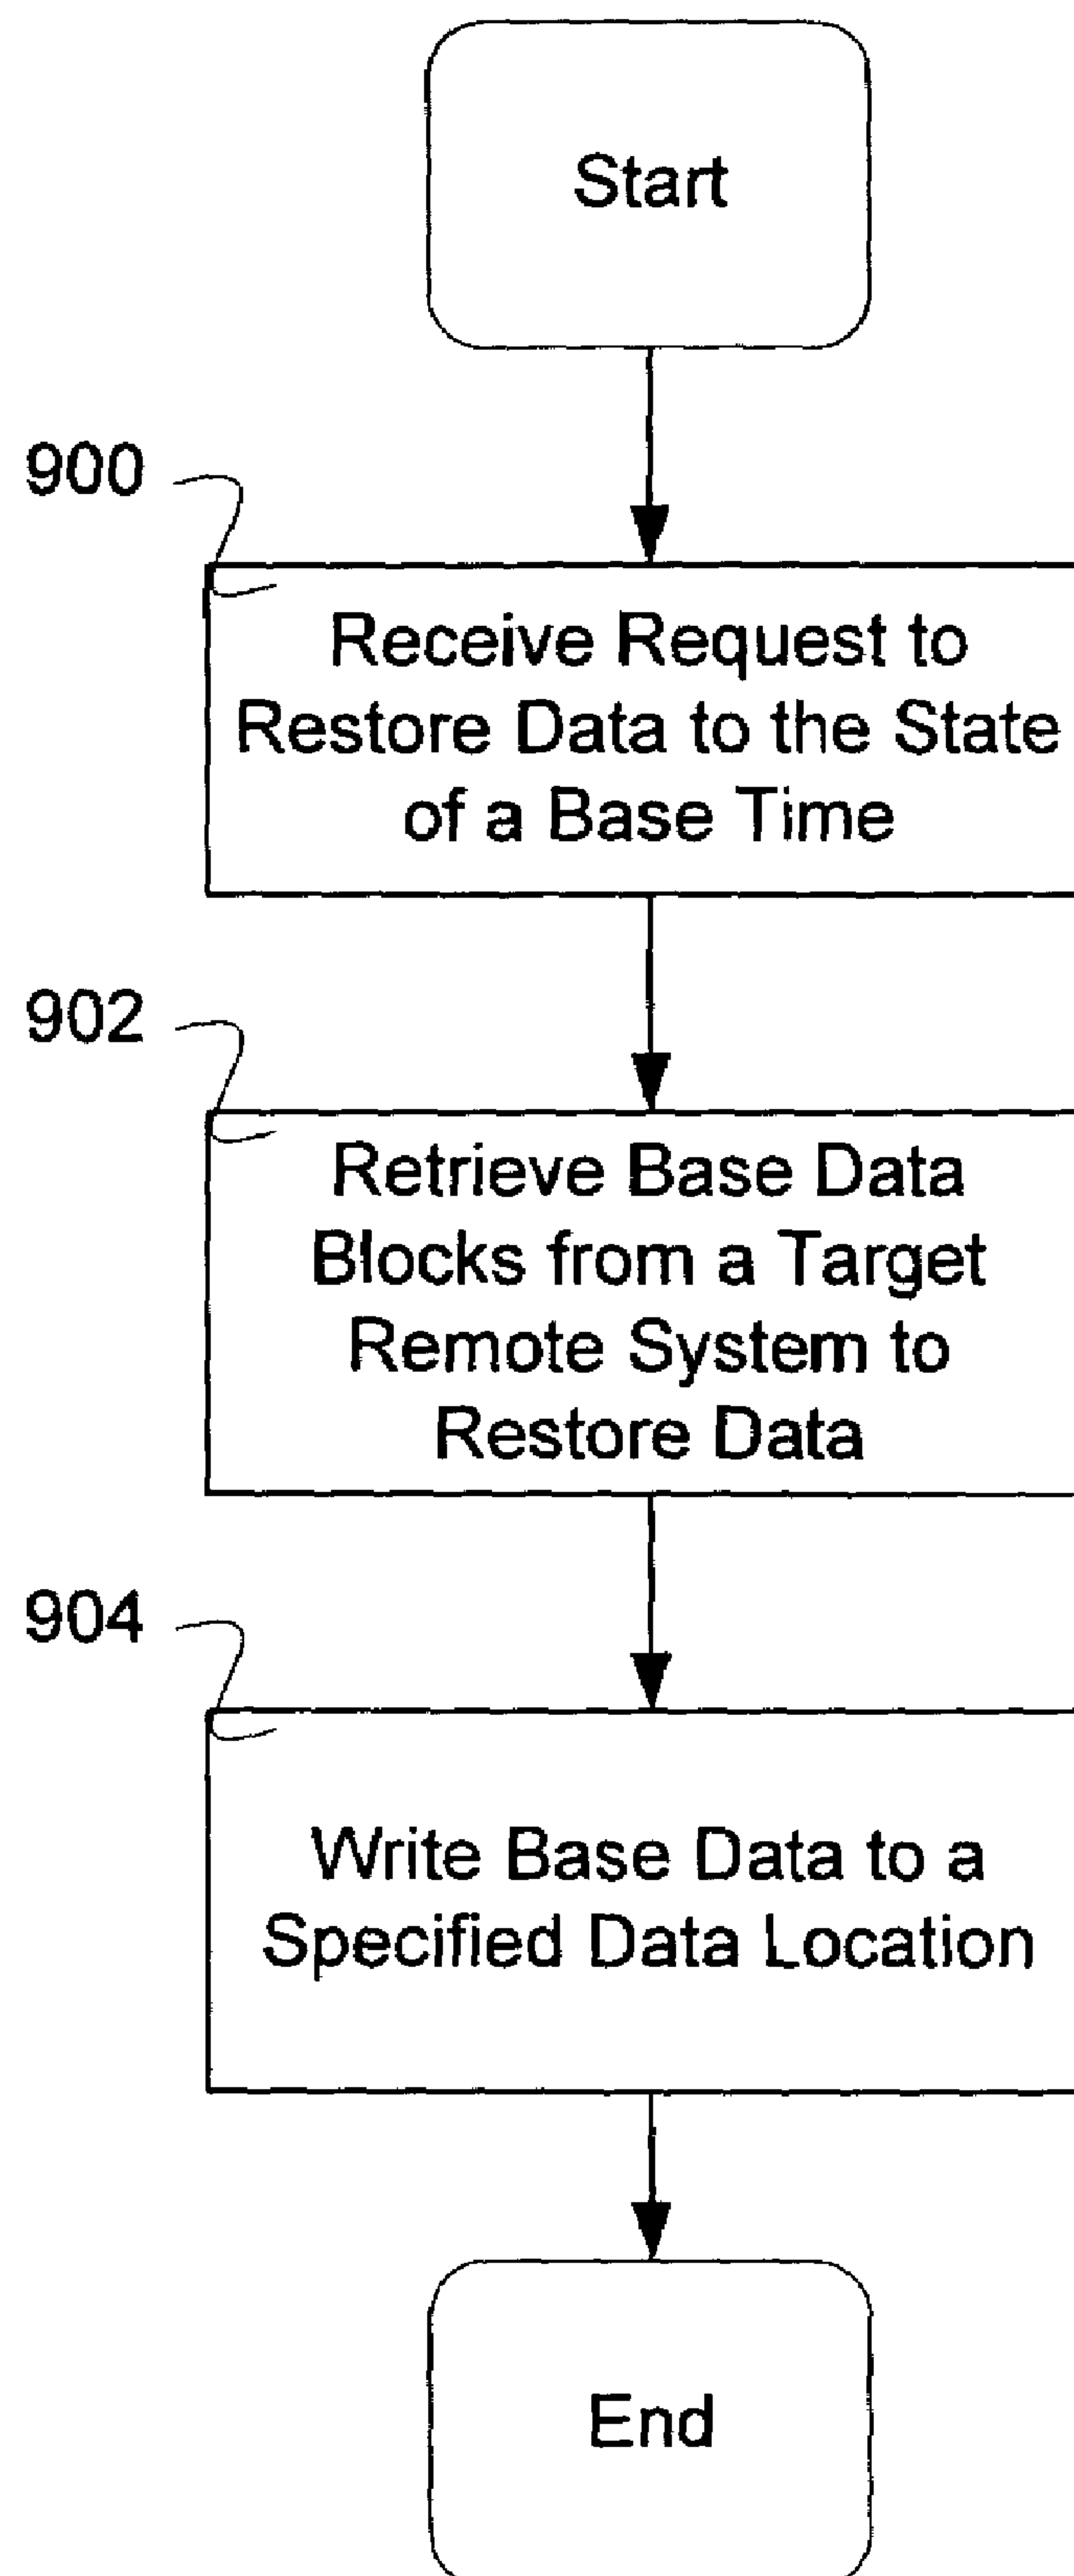 Start
900
Receive Request to
Restore Data to the State
of a Base Time
902
Retrieve Base Data
Blocks from a Target
Remote System to
Restore Data
904
Write Base Data to a
Specified Data Location
End